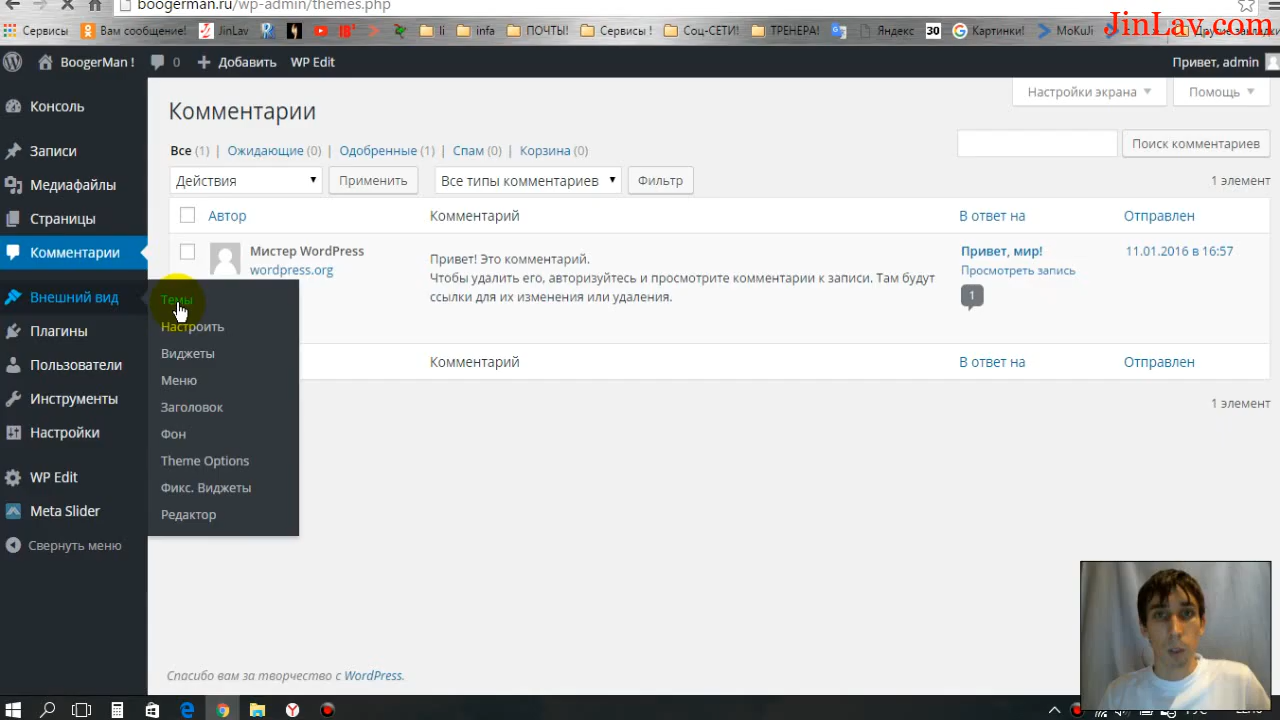 boogerman.ru/wp-admin/themes.php
JinLav.com
Сервисы Вам сообщение! JinLav li infa ПОЧТЫ! Сервисы ! Соц-СЕТИ! ТРЕНЕРА! Яндекс 30 Картинки! МоКиЈі Другие закладки
BoogerMan ! 0 Добавить WP Edit Привет, admin
Настройки экрана Помощь
Консоль
Записи
Медиафайлы
Страницы
Комментарии
Внешний вид
Плагины
Пользователи
Инструменты
Настройки
WP Edit
Meta Slider
Свернуть меню
Темы
Настроить
Виджеты
Меню
Заголовок
Фон
Theme Options
Фикс. Виджеты
Редактор
Комментарии
Все (1) | Ожидающие (0) | Одобренные (1) | Спам (0) | Корзина (0)
Поиск комментариев
Действия Применить Все типы комментариев Фильтр 1 элемент
Автор Комментарий В ответ на Отправлен
Мистер WordPress
wordpress.org
Привет! Это комментарий.
Чтобы удалить его, авторизуйтесь и просмотрите комментарии к записи. Там будут
ссылки для их изменения или удаления.
Привет, мир!
Просмотреть запись
1
11.01.2016 в 16:57
Комментарий В ответ на Отправлен
1 элемент
Спасибо вам за творчество с WordPress.